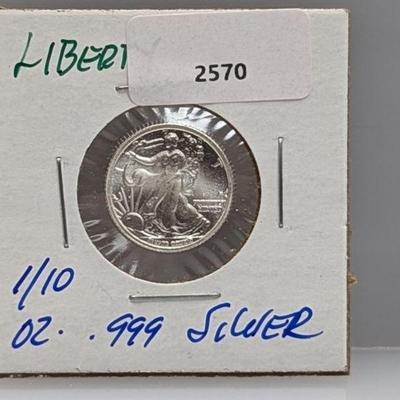 LIBERT
2570
1/10
OZ. .999 SILVER